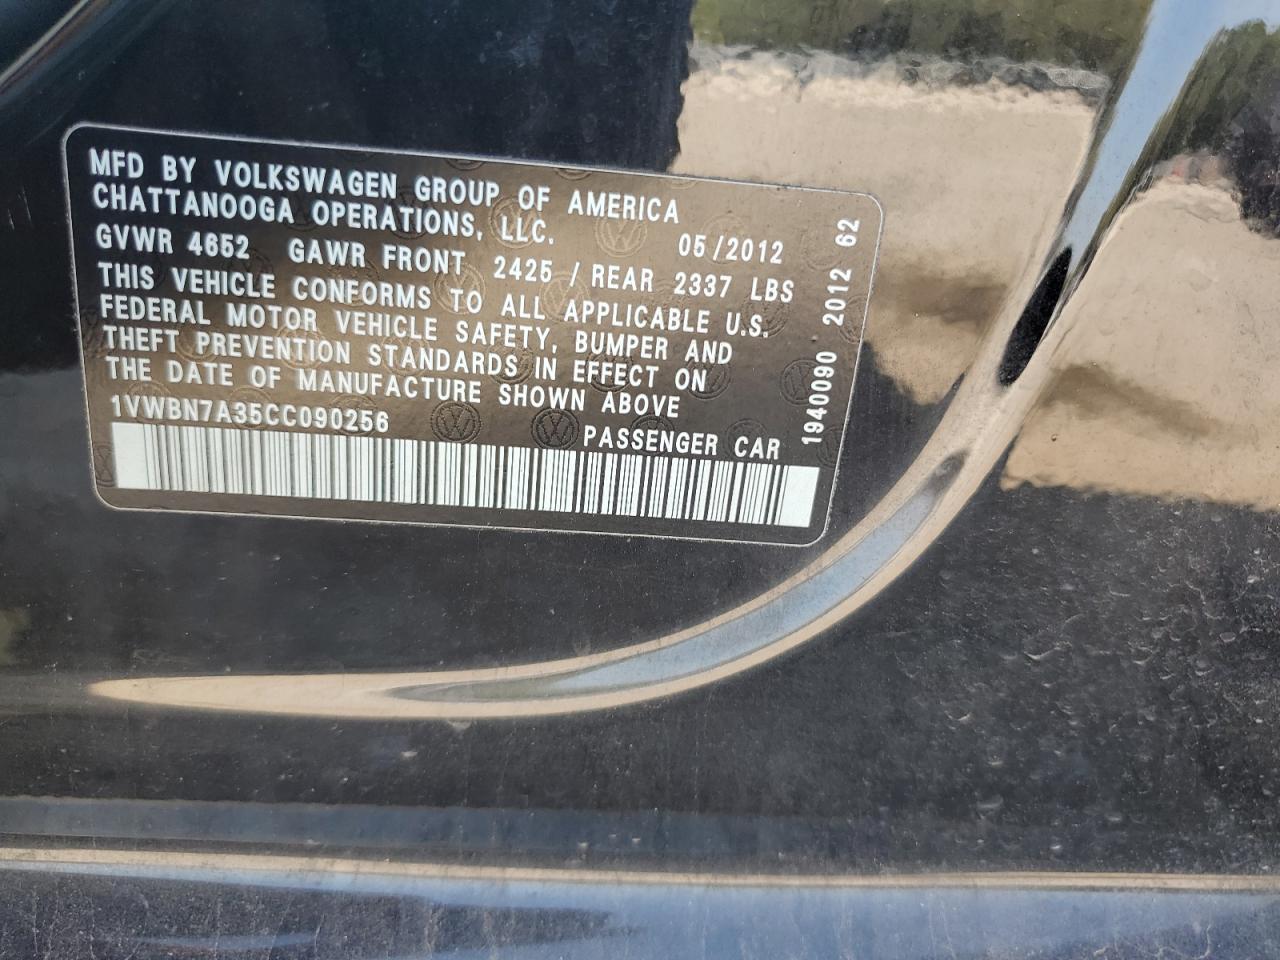 MFD BY VOLKSWAGEN GROUP OF AMERICA
CHATTANOOGA OPERATIONS, LLC. 05/2012
GVWR 4652 GAWR FRONT 2425 / REAR 2337 LBS
THIS VEHICLE CONFORMS TO ALL APPLICABLE U.S.
FEDERAL MOTOR VEHICLE SAFETY, BUMPER AND
THEFT PREVENTION STANDARDS IN EFFECT ON
THE DATE OF MANUFACTURE SHOWN ABOVE
1VWBN7A35CC090256
PASSENGER CAR
1940090 2012 62